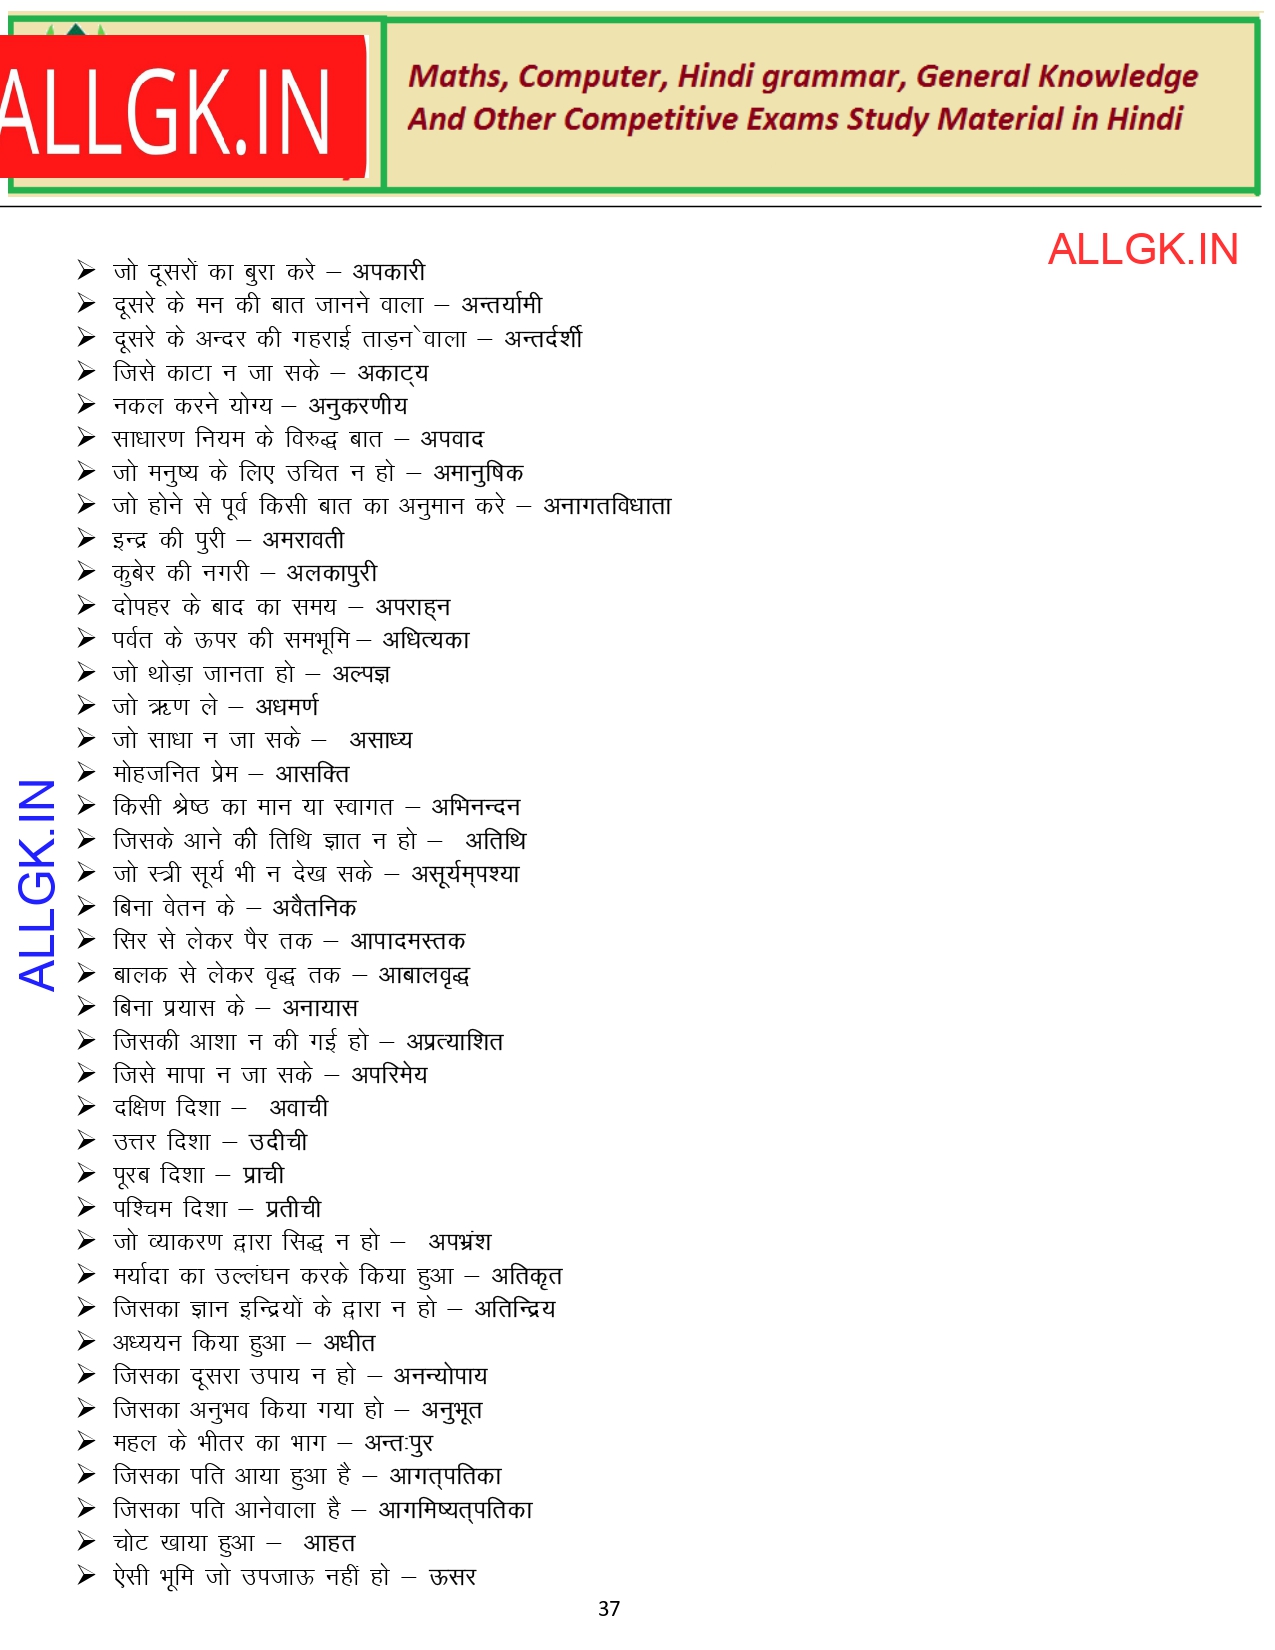 ALLGK.IN
Maths, Computer, Hindi grammar, General Knowledge
And Other Competitive Exams Study Material in Hindi
ALLGK.IN
➢ जो दूसरों का बुरा करे – अपकारी
➢ दूसरे के मन की बात जानने वाला – अन्तर्यामी
➢ दूसरे के अन्दर की गहराई ताड़ने वाला – अन्तर्दर्शी
➢ जिसे काटा न जा सके – अकाट्य
➢ नकल करने योग्य – अनुकरणीय
➢ साधारण नियम के विरुद्ध बात – अपवाद
➢ जो मनुष्य के लिए उचित न हो – अमानुषिक
➢ जो होने से पूर्व किसी बात का अनुमान करे – अनागतविधाता
➢ इन्द्र की पुरी – अमरावती
➢ कुबेर की नगरी – अलकापुरी
➢ दोपहर के बाद का समय – अपराह्न
➢ पर्वत के ऊपर की समभूमि – अधित्यका
➢ जो थोड़ा जानता हो – अल्पज्ञ
➢ जो ऋण ले – अधमर्ण
➢ जो साधा न जा सके – असाध्य
➢ मोहजनित प्रेम – आसक्ति
➢ किसी श्रेष्ठ का मान या स्वागत – अभिनन्दन
➢ जिसके आने की तिथि ज्ञात न हो – अतिथि
➢ जो स्त्री सूर्य भी न देख सके – असूर्यम्पश्या
➢ बिना वेतन के – अवैतनिक
➢ सिर से लेकर पैर तक – आपादमस्तक
➢ बालक से लेकर वृद्ध तक – आबालवृद्ध
➢ बिना प्रयास के – अनायास
➢ जिसकी आशा न की गई हो – अप्रत्याशित
➢ जिसे मापा न जा सके – अपरिमेय
➢ दक्षिण दिशा – अवाची
➢ उत्तर दिशा – उदीची
➢ पूरब दिशा – प्राची
➢ पश्चिम दिशा – प्रतीची
➢ जो व्याकरण द्वारा सिद्ध न हो – अपभ्रंश
➢ मर्यादा का उल्लंघन करके किया हुआ – अतिकृत
➢ जिसका ज्ञान इन्द्रियों के द्वारा न हो – अतिन्द्रिय
➢ अध्ययन किया हुआ – अधीत
➢ जिसका दूसरा उपाय न हो – अनन्योपाय
➢ जिसका अनुभव किया गया हो – अनुभूत
➢ महल के भीतर का भाग – अन्त:पुर
➢ जिसका पति आया हुआ है – आगत्पतिका
➢ जिसका पति आनेवाला है – आगमिष्यत्पतिका
➢ चोट खाया हुआ – आहत
➢ ऐसी भूमि जो उपजाऊ नहीं हो – ऊसर
ALLGK.IN
37